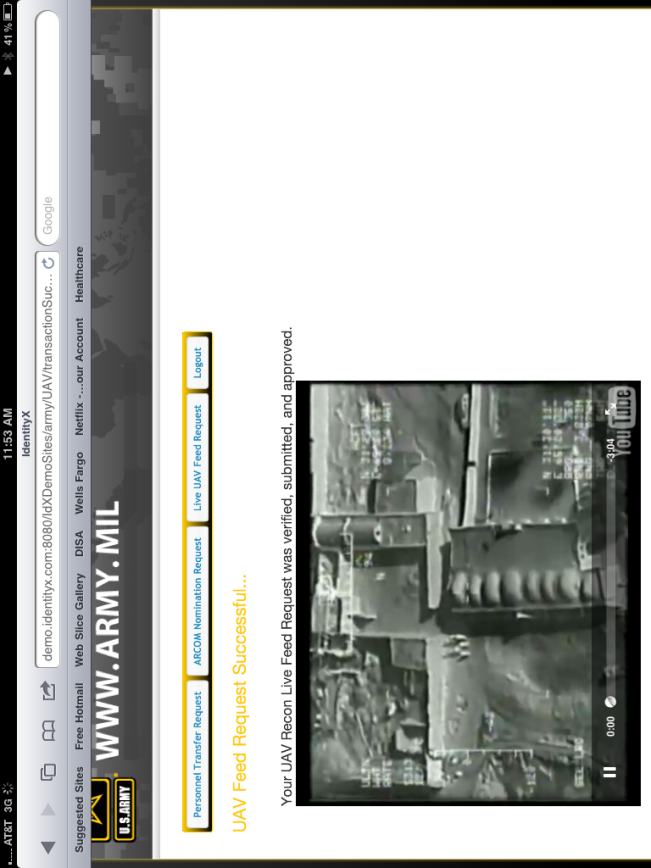 AT&T 3G 11:53 AM 41%
IdentityX
demo.identityx.com:8080/IdXDemoSites/army/UAV/transactionSuc... Google
Suggested Sites Free Hotmail Web Slice Gallery DISA Wells Fargo Netflix -...our Account Healthcare
U.S.ARMY WWW.ARMY.MIL
Personnel Transfer Request ARCOM Nomination Request Live UAV Feed Request Logout
UAV Feed Request Successful...
Your UAV Recon Live Feed Request was verified, submitted, and approved.
N
0:00 -3:04
You Tube